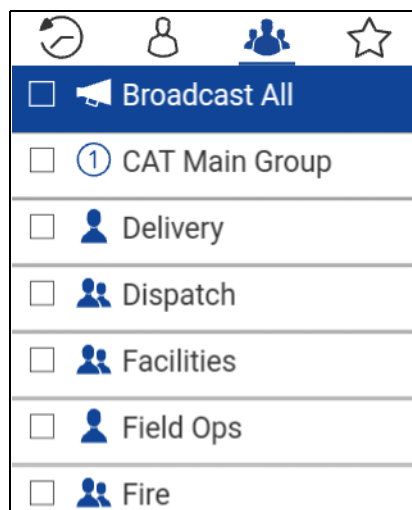 Broadcast All
1 CAT Main Group
Delivery
Dispatch
Facilities
Field Ops
Fire